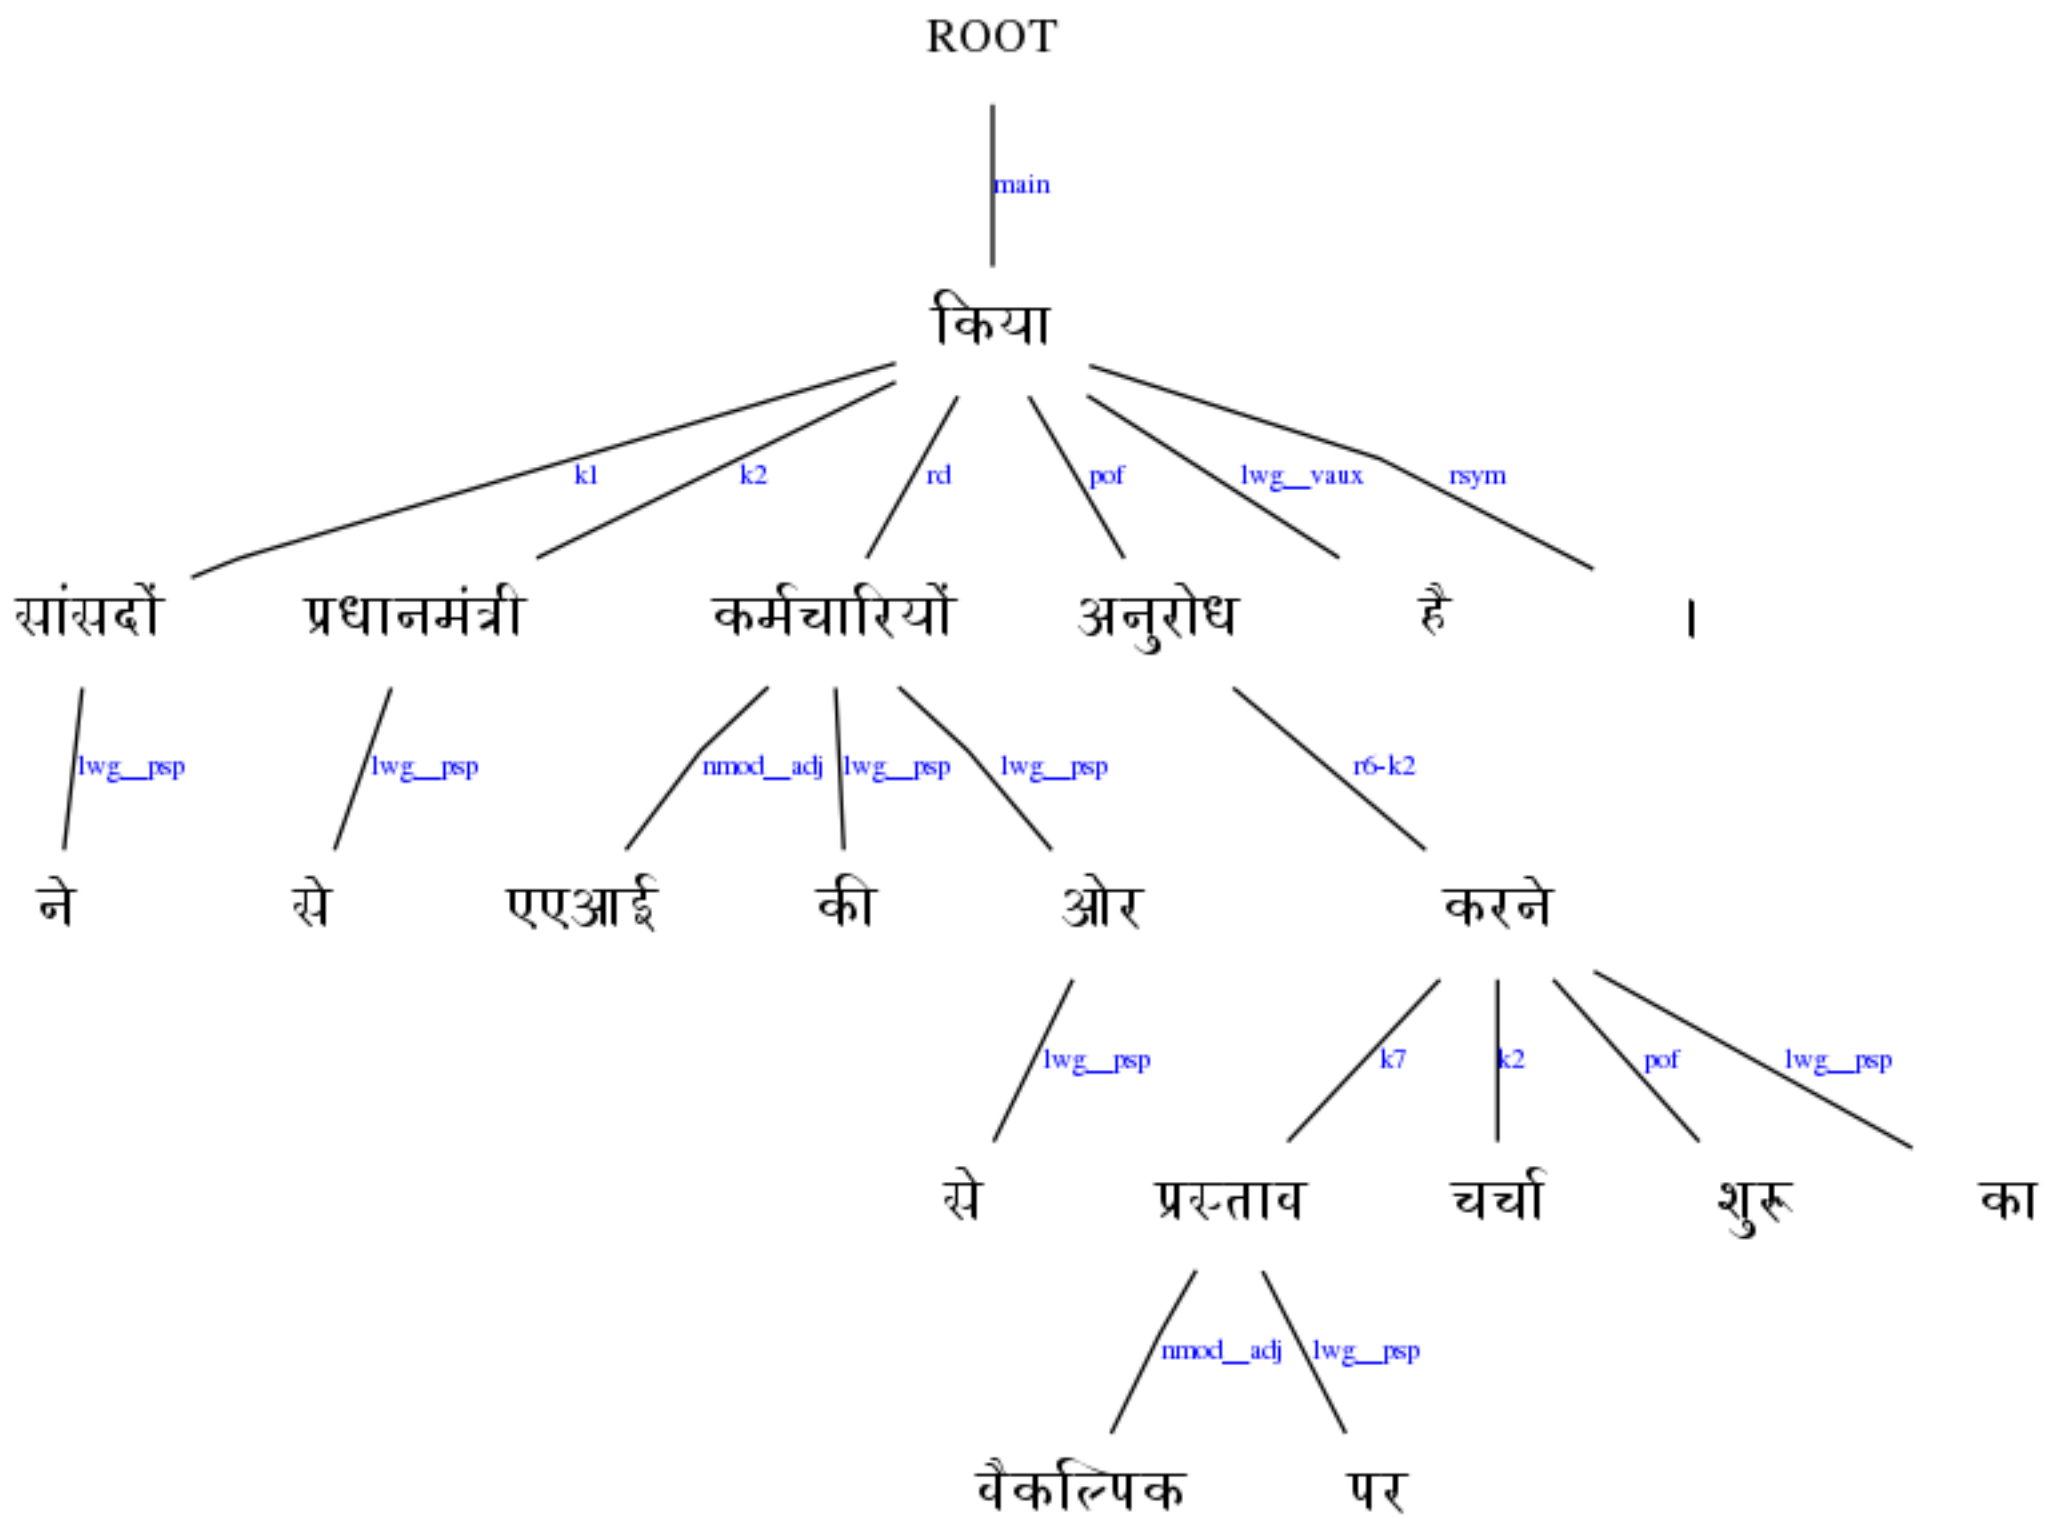 ROOT
main
किया
k1 k2 rd pof lwg__vaux rsym
सांसदों प्रधानमंत्री कर्मचारियों अनुरोध है ।
lwg__psp lwg__psp nmod__adj lwg__psp lwg__psp r6-k2
ने से एएआई की ओर करने
lwg__psp k7 k2 pof lwg__psp
से प्रस्ताव चर्चा शुरू का
nmod__adj lwg__psp
वैकल्पिक पर